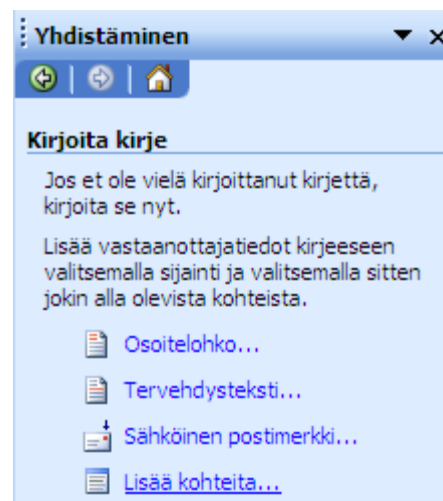 Yhdistäminen
Kirjoita kirje
Jos et ole vielä kirjoittanut kirjettä,
kirjoita se nyt.
Lisää vastaanottajatiedot kirjeeseen
valitsemalla sijainti ja valitsemalla sitten
jokin alla olevista kohteista.
Osoitelohko...
Tervehdysteksti...
Sähköinen postimerkki...
Lisää kohteita...